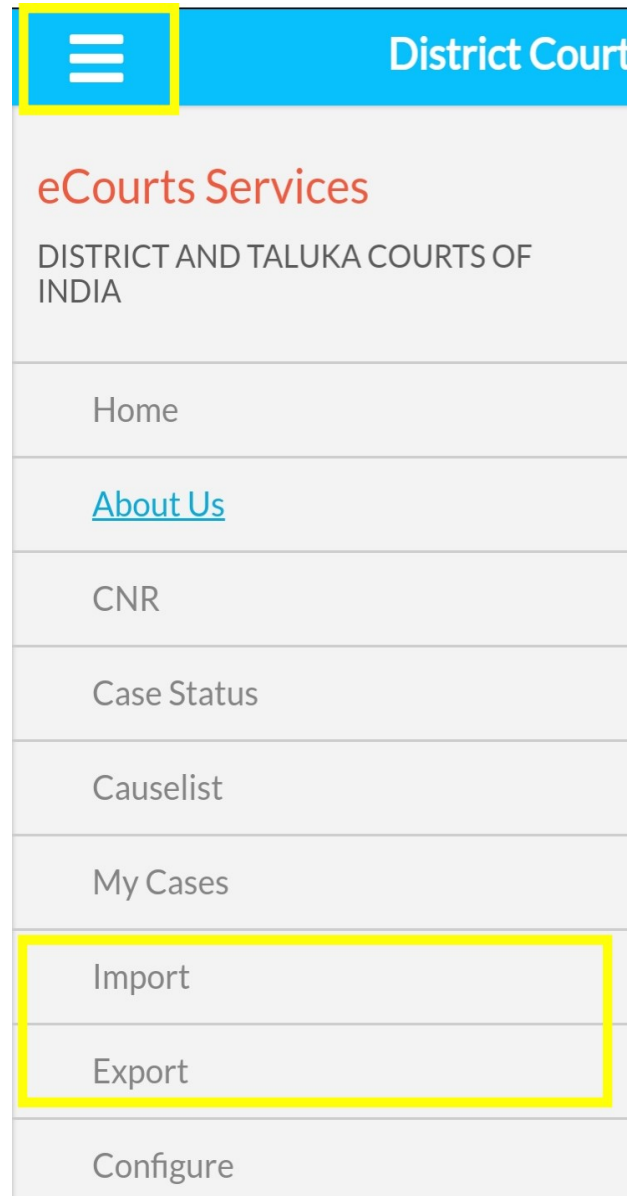 District Court
eCourts Services
DISTRICT AND TALUKA COURTS OF
INDIA
Home
About Us
CNR
Case Status
Causelist
My Cases
Import
Export
Configure